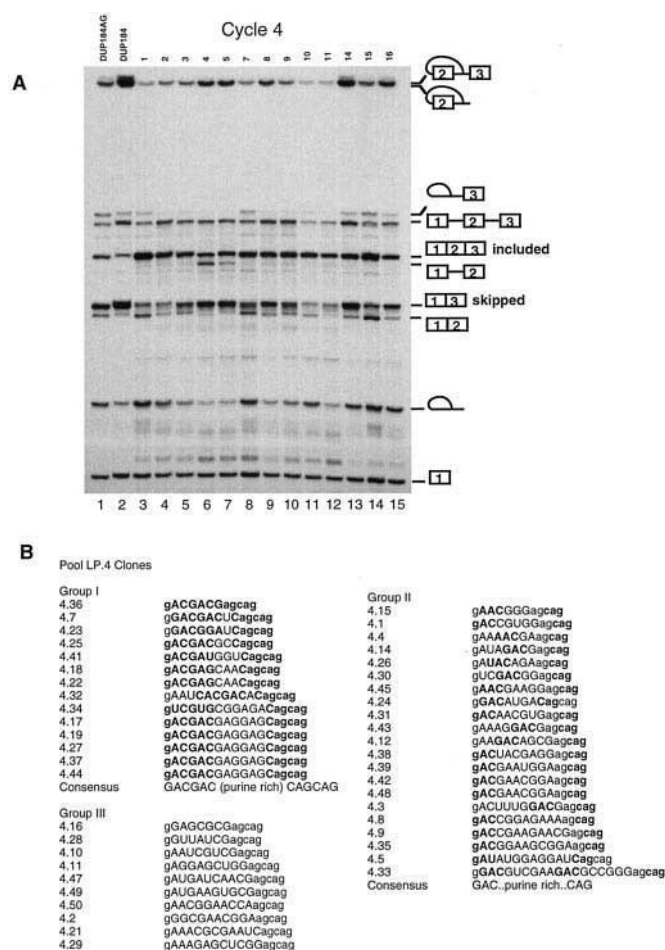 Cycle 4
DUP184AG DUP184 1 2 3 4 5 7 8 9 10 11 14 15 16
A
2 3
2
3
1 2 3
1 2 3 included
1 2
1 3 skipped
1 2
1
1 2 3 4 5 6 7 8 9 10 11 12 13 14 15
B
Pool LP.4 Clones
Group I
4.36 gACGACGagcag
4.7 gGACGACUCagcag
4.23 gGACGGAUCagcag
4.25 gACGACGCCagcag
4.41 gACGAUGGUCagcag
4.18 gACGAGCAACagcag
4.22 gACGAGCAACagcag
4.32 gAAUCACGACACagcag
4.34 gUCGUGCGGAGACagcag
4.17 gACGACGAGGAGCagcag
4.19 gACGACGAGGAGCagcag
4.27 gACGACGAGGAGCagcag
4.37 gACGACGAGGAGCagcag
4.44 gACGACGAGGAGCagcag
Consensus GACGAC (purine rich) CAGCAG
Group III
4.16 gGAGCGCGagcag
4.28 gGUUAUCGagcag
4.10 gAAUCGUCGagcag
4.11 gAGGAGCUGGagcag
4.47 gAUGAUCAACGagcag
4.49 gAUGAAGUGCGagcag
4.50 gAACGGAACCAagcag
4.2 gGGCGAACGGAagcag
4.21 gAAACGCGAAUCagcag
4.29 gAAAGAGCUCGGagcag
Group II
4.15 gAACGGGagcag
4.1 gACCGUGGagcag
4.4 gAAAACGAagcag
4.14 gAUAGACGagcag
4.26 gAUACAGAagcag
4.30 gUCGACGGagcag
4.45 gAACGAAGGagcag
4.24 gGACAUGACagcag
4.31 gACAACGUGagcag
4.43 gAAAGGACGagcag
4.12 gAAGACAGCGagcag
4.38 gACUACGAGGagcag
4.39 gACGAAUGGAagcag
4.42 gACGAACGGAagcag
4.48 gACGAACGGAagcag
4.3 gACUUUGGACGagcag
4.8 gACCGGAGAAAagcag
4.9 gACCGAAGAACGagcag
4.35 gACGGAAGCGGAagcag
4.5 gAUAUGGAGGAUCagcag
4.33 gGACGUCGAAGACGCCGGGagcag
Consensus GAC..purine rich..CAG